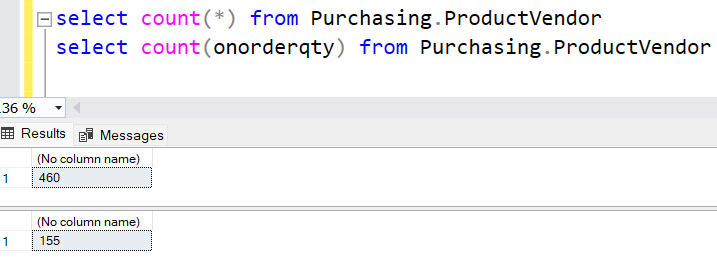 select count(*) from Purchasing.ProductVendor
select count(onorderqty) from Purchasing.ProductVendor
.36 %
Results Messages
(No column name)
1 460
(No column name)
1 155